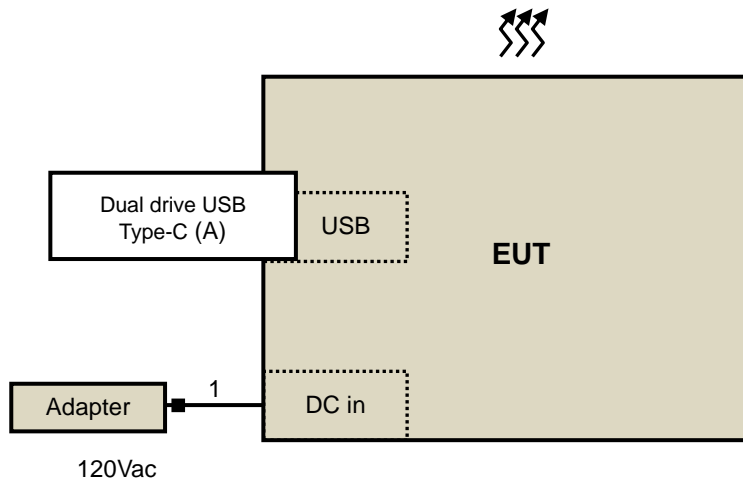 Dual drive USB
Type-C (A)
USB
EUT
1
Adapter
DC in
120Vac